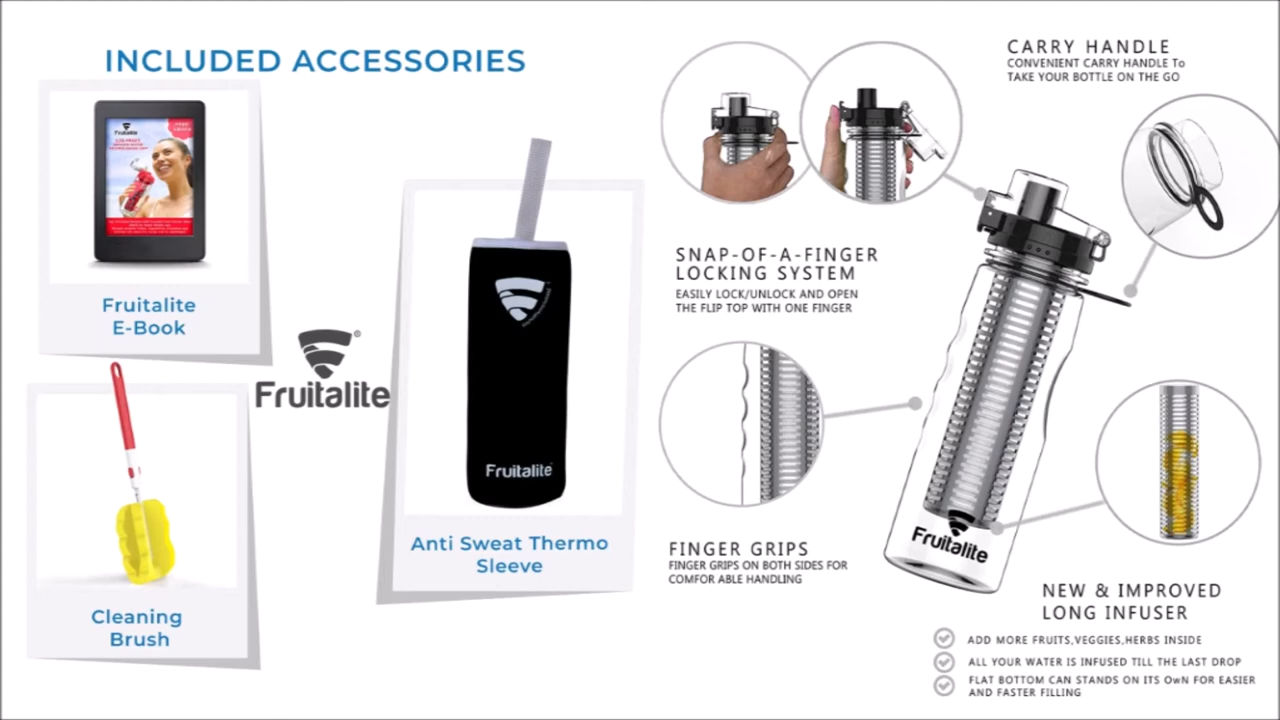 INCLUDED ACCESSORIES
Fruitalite
Fruitalite
E-Book
Fruitalite
Cleaning
Brush
Fruitalite
Anti Sweat Thermo
Sleeve
CARRY HANDLE
CONVENIENT CARRY HANDLE To
TAKE YOUR BOTTLE ON THE GO
SNAP-OF-A-FINGER
LOCKING SYSTEM
EASILY LOCK/UNLOCK AND OPEN
THE FLIP TOP WITH ONE FINGER
FINGER GRIPS
FINGER GRIPS ON BOTH SIDES FOR
COMFOR ABLE HANDLING
Fruitalite
NEW & IMPROVED
LONG INFUSER
ADD MORE FRUITS,VEGGIES,HERBS INSIDE
ALL YOUR WATER IS INFUSED TILL THE LAST DROP
FLAT BOTTOM CAN STANDS ON ITS OwN FOR EASIER
AND FASTER FILLING